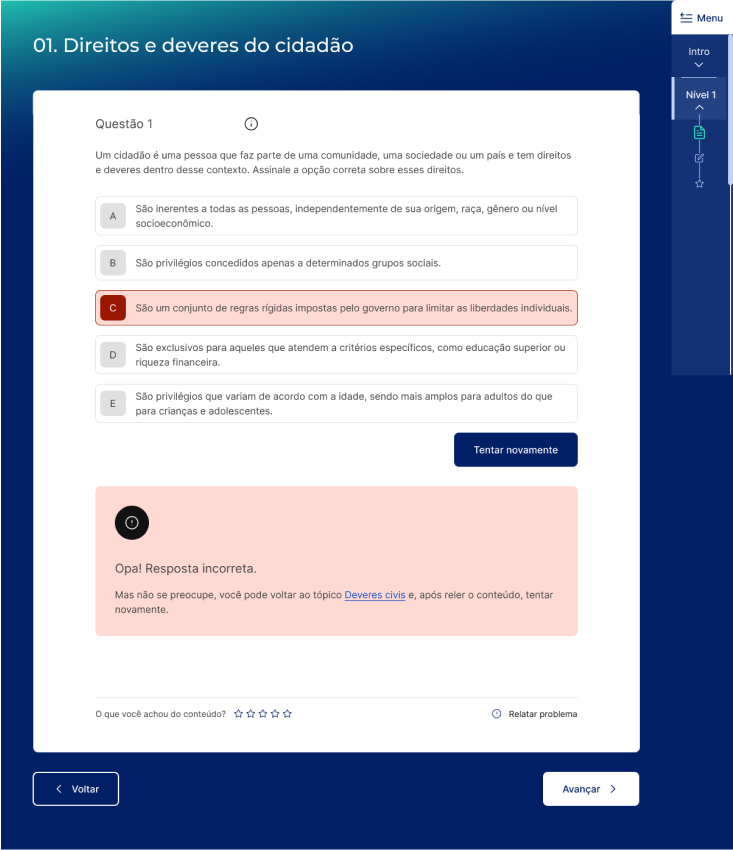 Menu
01. Direitos e deveres do cidadão
Intro
Nível 1
Questão 1
Um cidadão é uma pessoa que faz parte de uma comunidade, uma sociedade ou um país e tem direitos
e deveres dentro desse contexto. Assinale a opção correta sobre esses direitos.
A
São inerentes a todas as pessoas, independentemente de sua origem, raça, gênero ou nível
socioeconômico.
B
São privilégios concedidos apenas a determinados grupos sociais.
C
São um conjunto de regras rígidas impostas pelo governo para limitar as liberdades individuais.
D
São exclusivos para aqueles que atendem a critérios específicos, como educação superior ou
riqueza financeira.
E
São privilégios que variam de acordo com a idade, sendo mais amplos para adultos do que
para crianças e adolescentes.
Tentar novamente
Opa! Resposta incorreta.
Mas não se preocupe, você pode voltar ao tópico Deveres civis e, após reler o conteúdo, tentar
novamente.
O que você achou do conteúdo?
Relatar problema
Voltar
Avançar